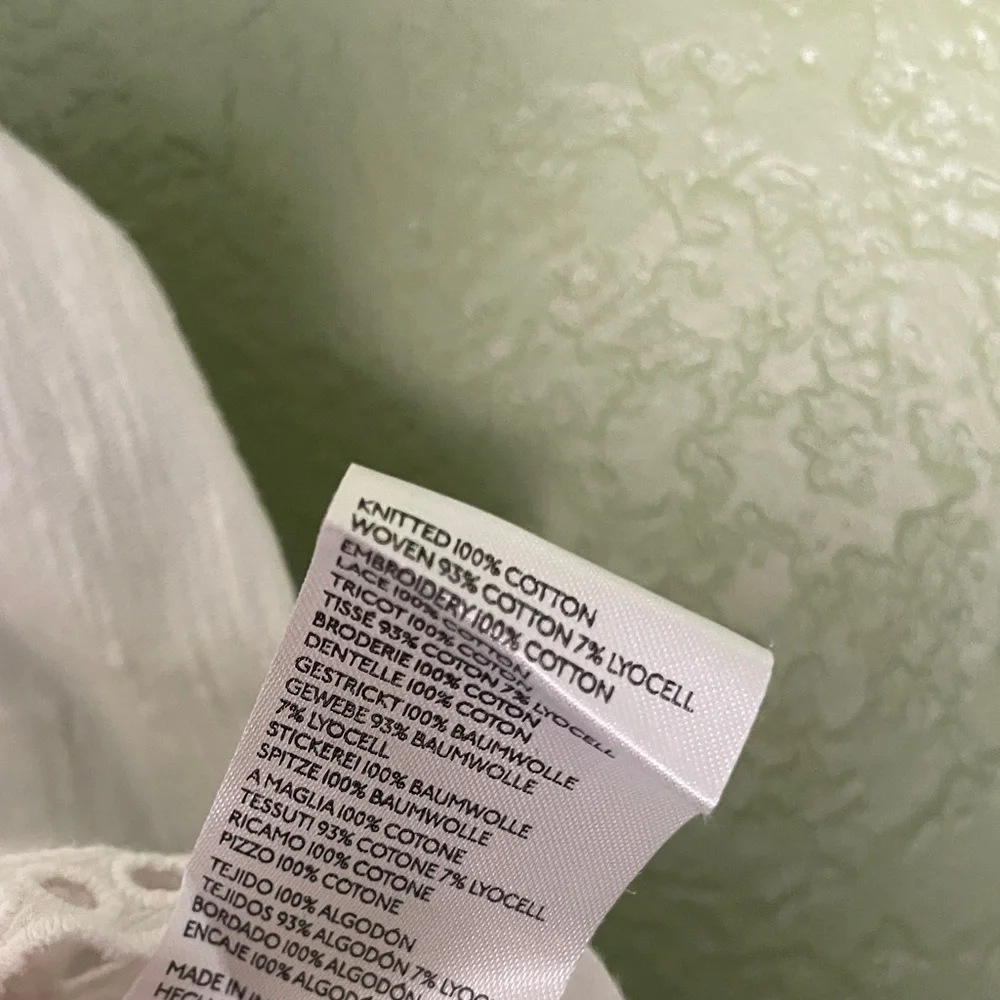 KNITTED 100% COTTON
WOVEN 93% COTTON 7% LYOCELL
EMBROIDERY 100% COTTON
LACE 100% COTTON
TRICOT 100% COTON
TISSÉ 93% COTON 7% LYOCELL
BRODERIE 100% COTON
DENTELLE 100% COTON
GESTRICKT 100% BAUMWOLLE
GEWEBE 93% BAUMWOLLE
7% LYOCELL
STICKEREI 100% BAUMWOLLE
SPITZE 100% BAUMWOLLE
A MAGLIA 100% COTONE
TESSUTI 93% COTONE 7% LYOCELL
RICAMO 100% COTONE
PIZZO 100% COTONE
TEJIDO 100% ALGODÓN
TEJIDOS 93% ALGODÓN 7% LYOC
BORDADO 100% ALGODÓN
ENCAJE 100% ALGODÓ
MADE IN